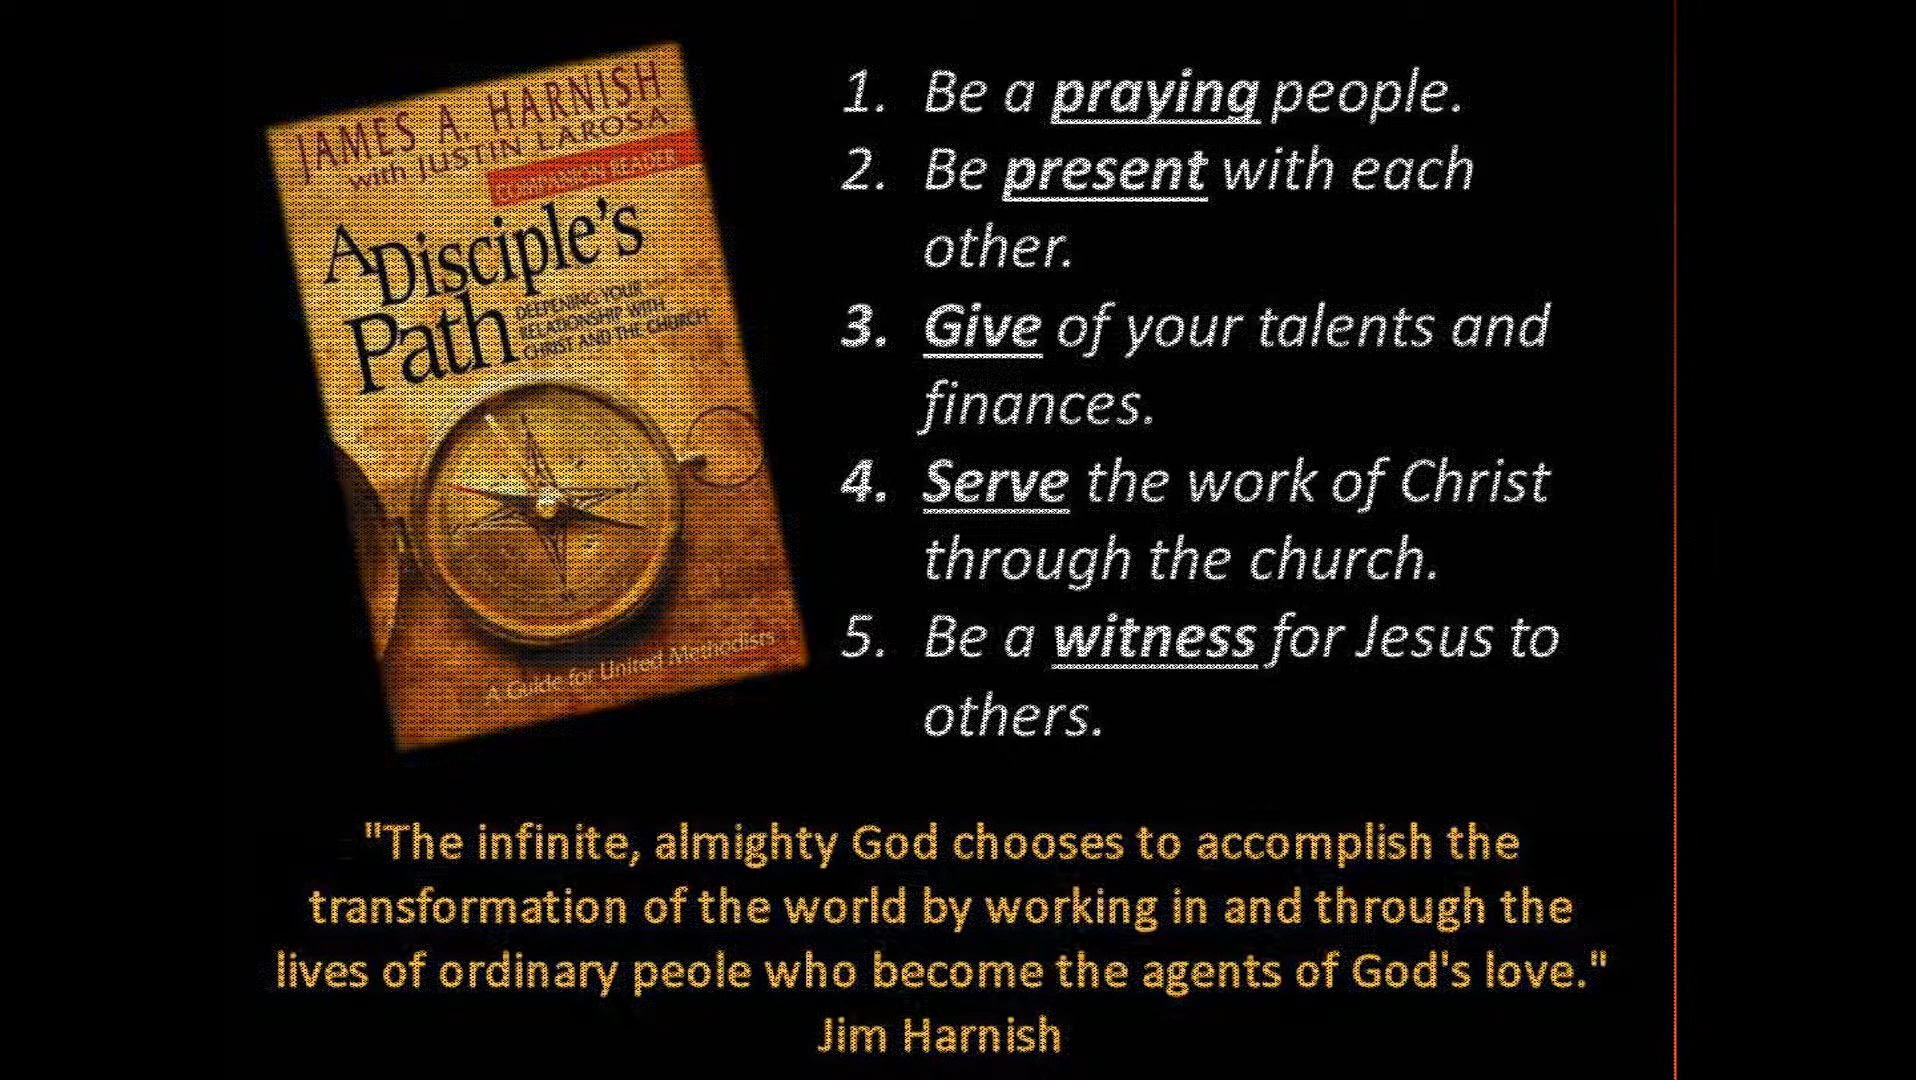 JAMES A. HARNISH
with JUSTIN LAROSA
COMPANION READER
A Disciple's
Path
DEEPENING YOUR
RELATIONSHIP WITH
CHRIST AND THE CHURCH
A Guide for United Methodists
1. Be a praying people.
2. Be present with each
other.
3. Give of your talents and
finances.
4. Serve the work of Christ
through the church.
5. Be a witness for Jesus to
others.
"The infinite, almighty God chooses to accomplish the
transformation of the world by working in and through the
lives of ordinary peole who become the agents of God's love."
Jim Harnish